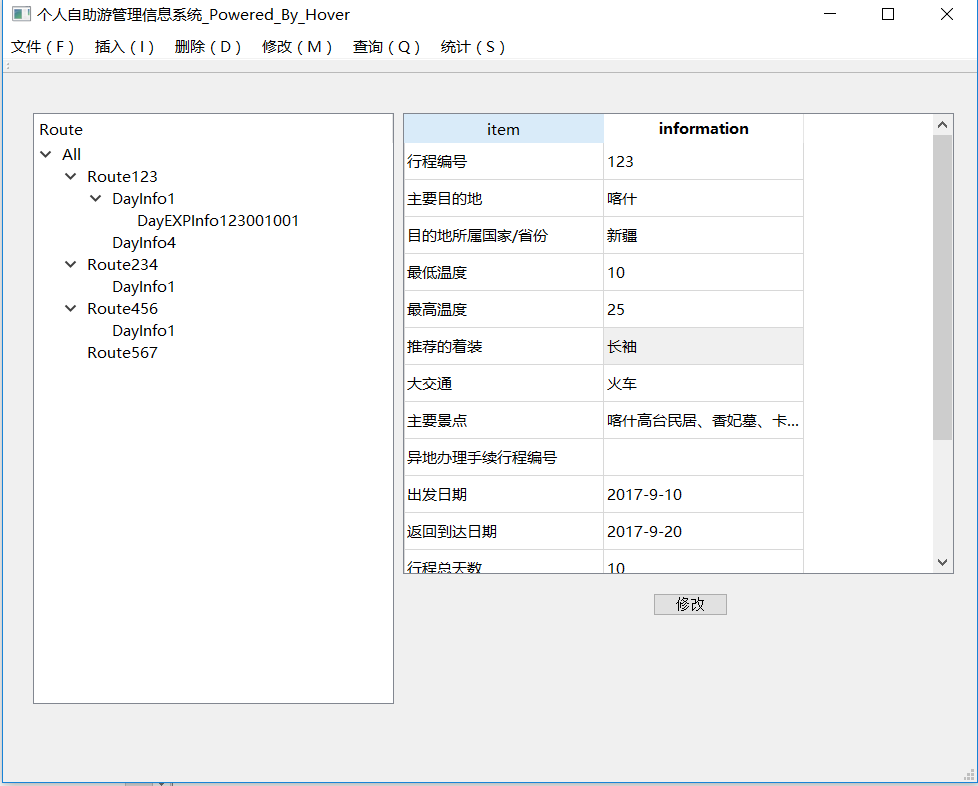 个人自助游管理信息系统_Powered_By_Hover
文件 ( F ) 插入 ( I ) 删除 ( D ) 修改 ( M ) 查询 ( Q ) 统计 ( S )
Route
All
Route123
DayInfo1
DayEXPInfo123001001
DayInfo4
Route234
DayInfo1
Route456
DayInfo1
Route567
item information
行程编号 123
主要目的地 喀什
目的地所属国家/省份 新疆
最低温度 10
最高温度 25
推荐的着装 长袖
大交通 火车
主要景点 喀什高台民居、香妃墓、卡...
异地办理手续行程编号
出发日期 2017-9-10
返回到达日期 2017-9-20
行程总天数 10
修改